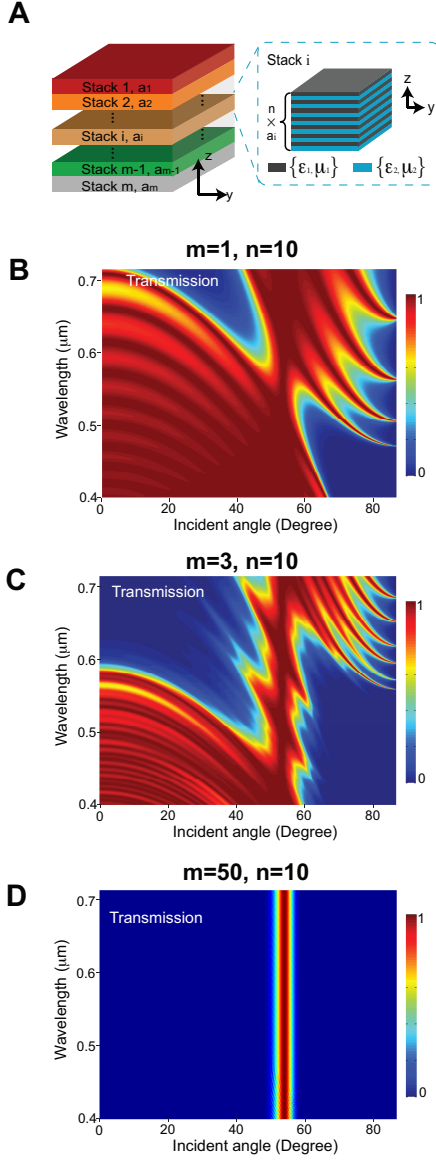 A
Stack 1, a1
Stack 2, a2
⋮
⋮
Stack i, ai
⋮
⋮
Stack m-1, am-1
Stack m, am
z
y
Stack i
n
×
ai
z
y
{ε1,μ1}
{ε2,μ2}
B
m=1, n=10
Transmission
Wavelength (μm)
0.7
0.6
0.5
0.4
0
20
40
60
80
Incident angle (Degree)
1
0
C
m=3, n=10
Transmission
Wavelength (μm)
0.7
0.6
0.5
0.4
0
20
40
60
80
Incident angle (Degree)
1
0
D
m=50, n=10
Transmission
Wavelength (μm)
0.7
0.6
0.5
0.4
0
20
40
60
80
Incident angle (Degree)
1
0